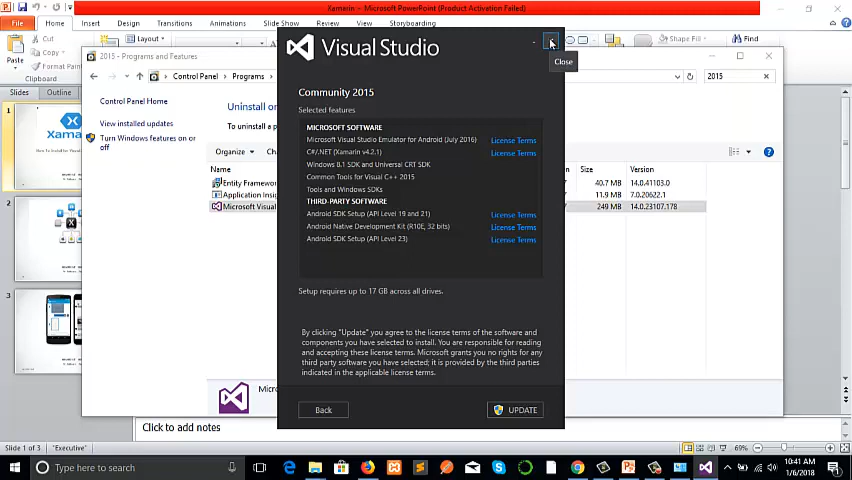 Xamarin – Microsoft PowerPoint (Product Activation Failed)
File Home Insert Design Transitions Animations Slide Show Review View Storyboarding
Cut
Copy
Paste
Clipboard
Layout
Shape Fill
Find
Slides Outline
1
2
3
2015 - Programs and Features
Control Panel Programs
2015
Control Panel Home
View installed updates
Turn Windows features on or
off
Uninstall o
To uninstall a p
Organize
Name
Entity Framewor
Application Insig
Microsoft Visual
Size Version
40.7 MB 14.0.41103.0
11.9 MB 7.0.20622.1
249 MB 14.0.23107.178
Visual Studio
Close
Community 2015
Selected features
MICROSOFT SOFTWARE
Microsoft Visual Studio Emulator for Android (July 2016) License Terms
C#/.NET (Xamarin v4.2.1) License Terms
Windows 8.1 SDK and Universal CRT SDK
Common Tools for Visual C++ 2015
Tools and Windows SDKs
THIRD-PARTY SOFTWARE
Android SDK Setup (API Level 19 and 21) License Terms
Android Native Development Kit (R10E, 32 bits) License Terms
Android SDK Setup (API Level 23) License Terms
Setup requires up to 17 GB across all drives.
By clicking "Update" you agree to the license terms of the software and
components you have selected to install. You are responsible for reading
and accepting these license terms. Microsoft grants you no rights for any
third party software you have selected; it is provided by the third parties
indicated in the applicable license terms.
Back UPDATE
Click to add notes
Slide 1 of 3 "Executive" 69%
Type here to search
10:41 AM
1/6/2018